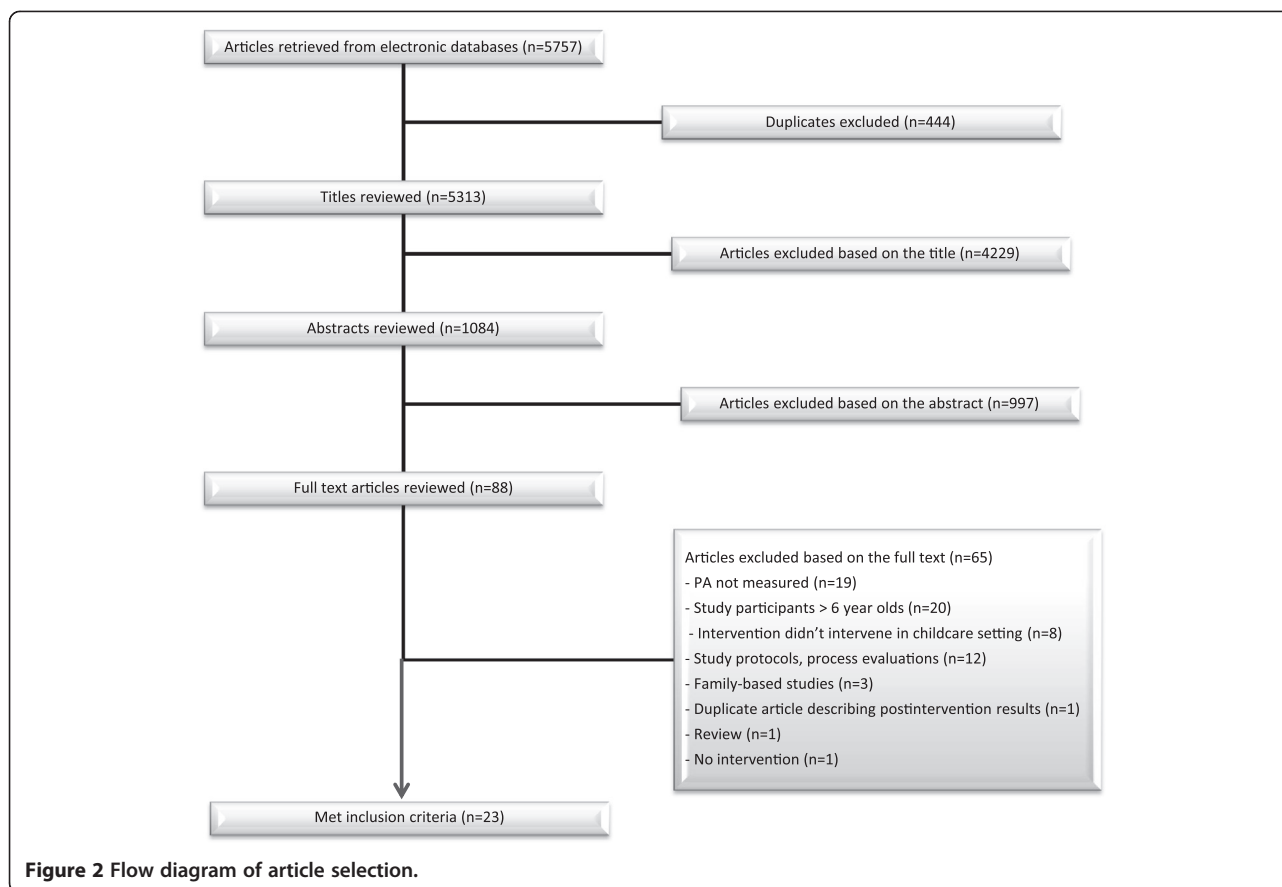 Articles retrieved from electronic databases (n=5757)
Duplicates excluded (n=444)
Titles reviewed (n=5313)
Articles excluded based on the title (n=4229)
Abstracts reviewed (n=1084)
Articles excluded based on the abstract (n=997)
Full text articles reviewed (n=88)
Articles excluded based on the full text (n=65)
- PA not measured (n=19)
- Study participants > 6 year olds (n=20)
- Intervention didn’t intervene in childcare setting (n=8)
- Study protocols, process evaluations (n=12)
- Family-based studies (n=3)
- Duplicate article describing postintervention results (n=1)
- Review (n=1)
- No intervention (n=1)
Met inclusion criteria (n=23)
Figure 2 Flow diagram of article selection.